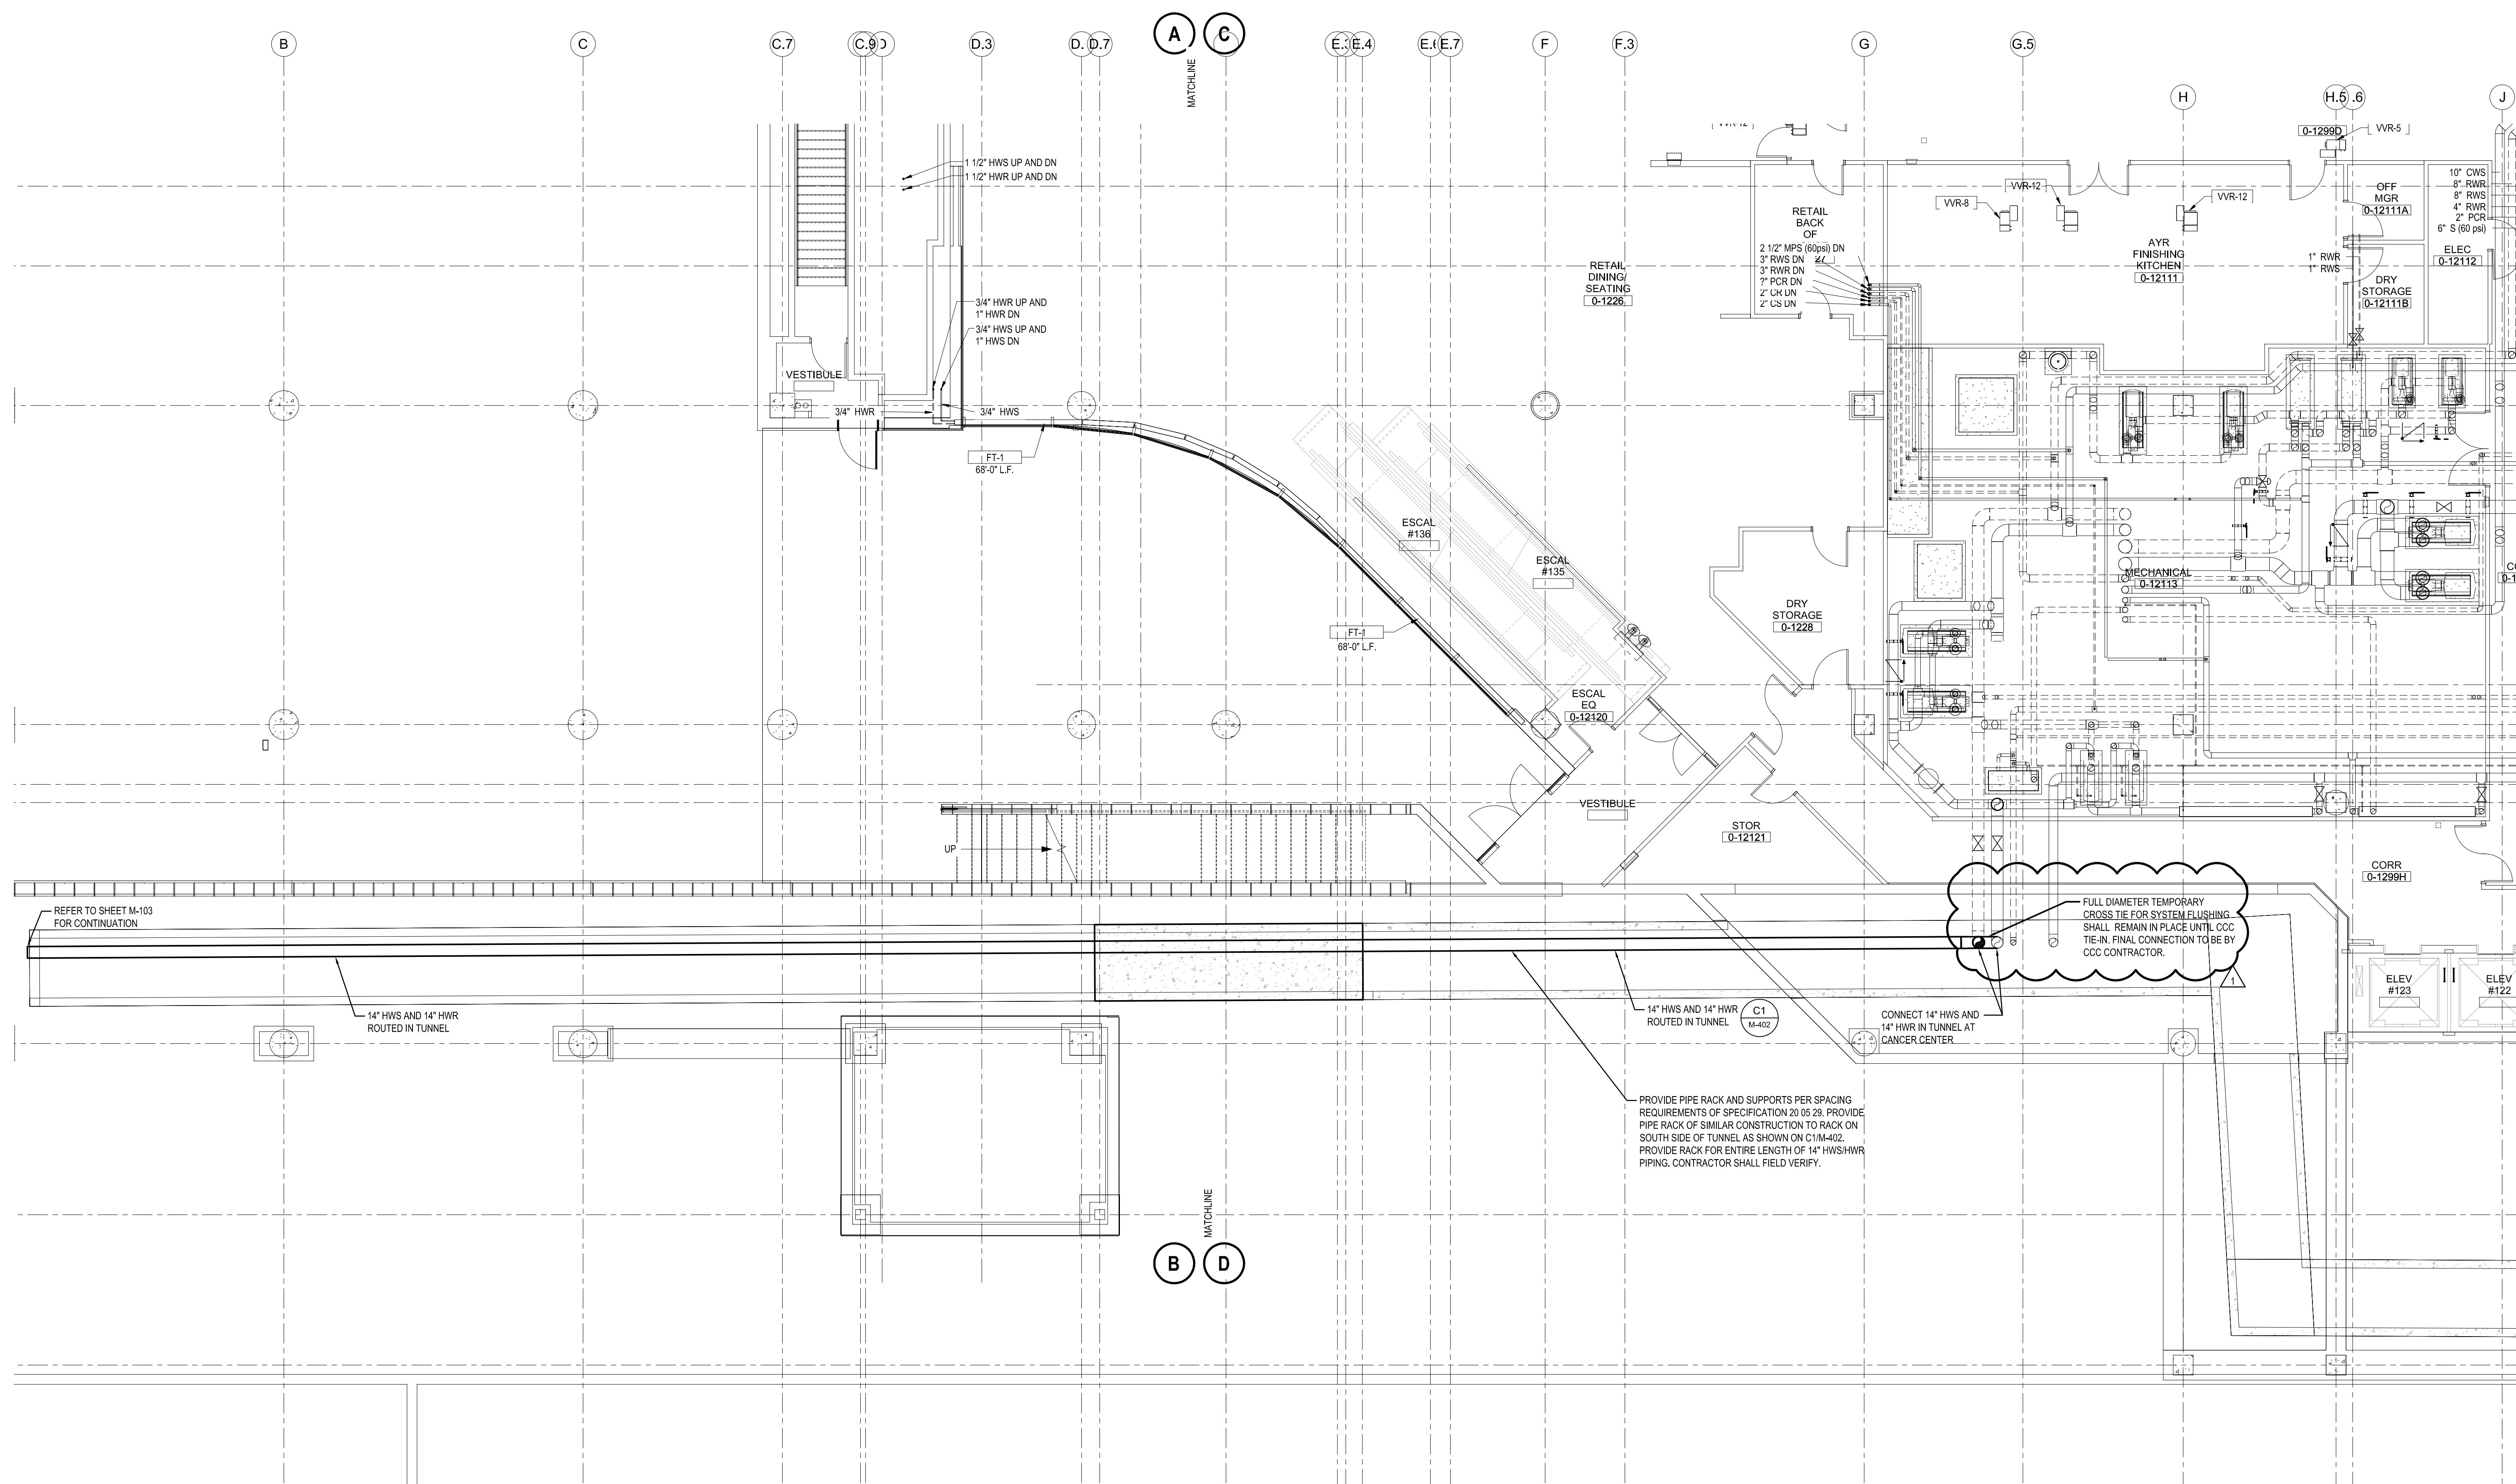 A
C
B
C
C.7
C.9
D.3
D.7
E.4
E.7
F
F.3
G
G.5
MATCHLINE
H
H.5
.6
J
1 1/2" HWS UP AND DN
1 1/2" HWR UP AND DN
0-1299D
VVR-5
VVR-12
VVR-8
VVR-12
OFF
MGR
0-12111A
10" CWS
8" RWR
8" RWS
4" RWR
2" PCR
6" S (60 psi)
RETAIL
BACK
OF
2 1/2" MPS (60psi) DN
3" RWS DN
3" RWR DN
?" PCR DN
2" CR DN
2" CS DN
AYR
FINISHING
KITCHEN
0-12111
ELEC
0-12112
1" RWR
1" RWS
RETAIL
DINING/
SEATING
0-1226
DRY
STORAGE
0-12111B
3/4" HWR UP AND
1" HWR DN
3/4" HWS UP AND
1" HWS DN
VESTIBULE
3/4" HWR
3/4" HWS
FT-1
68'-0" L.F.
ESCAL
#136
ESCAL
#135
MECHANICAL
0-12113
DRY
STORAGE
0-1228
FT-1
68'-0" L.F.
ESCAL
EQ
0-12120
VESTIBULE
STOR
0-12121
UP
CORR
0-1299H
REFER TO SHEET M-103
FOR CONTINUATION
FULL DIAMETER TEMPORARY
CROSS TIE FOR SYSTEM FLUSHING
SHALL REMAIN IN PLACE UNTIL CCC
TIE-IN. FINAL CONNECTION TO BE BY
CCC CONTRACTOR.
1
ELEV
#123
ELEV
#122
14" HWS AND 14" HWR
ROUTED IN TUNNEL
14" HWS AND 14" HWR
ROUTED IN TUNNEL
C1
M-402
CONNECT 14" HWS AND
14" HWR IN TUNNEL AT
CANCER CENTER
PROVIDE PIPE RACK AND SUPPORTS PER SPACING
REQUIREMENTS OF SPECIFICATION 20 05 29. PROVIDE
PIPE RACK OF SIMILAR CONSTRUCTION TO RACK ON
SOUTH SIDE OF TUNNEL AS SHOWN ON C1/M-402.
PROVIDE RACK FOR ENTIRE LENGTH OF 14" HWS/HWR
PIPING. CONTRACTOR SHALL FIELD VERIFY.
MATCHLINE
B
D